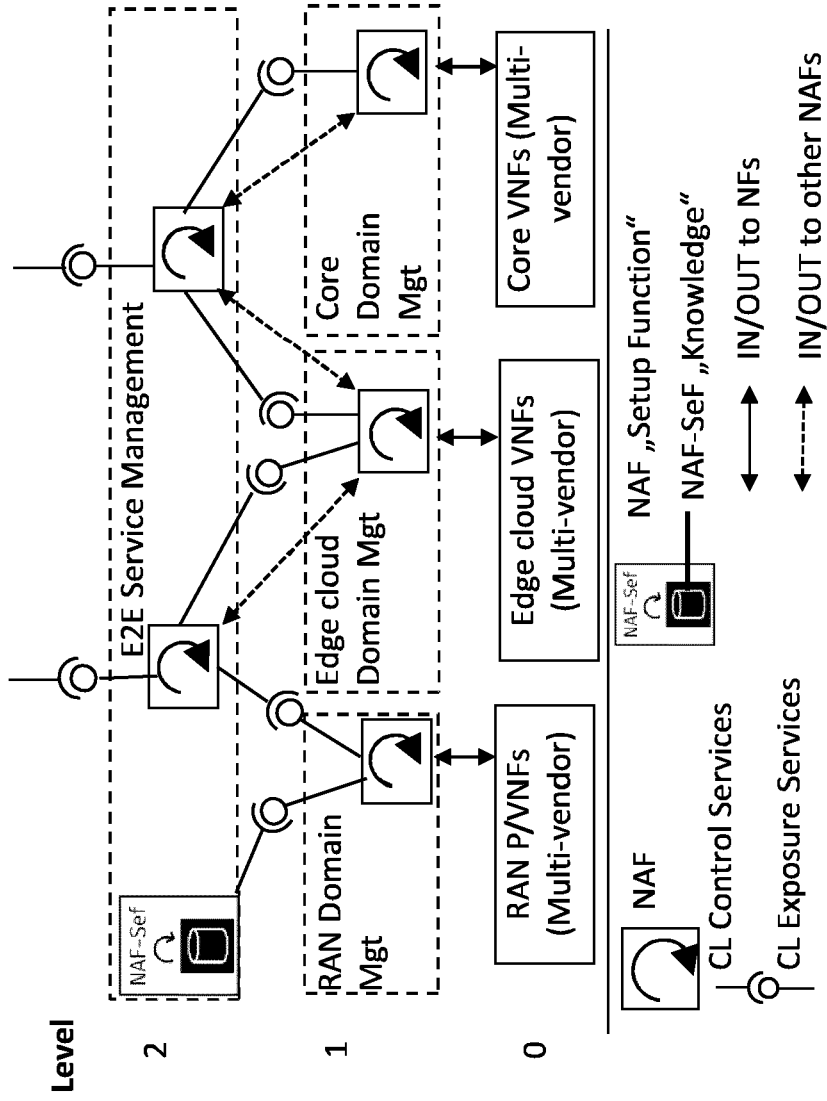 Level
2
1
0
E2E Service Management
NAF-Sef
RAN Domain
Mgt
Edge cloud
Domain Mgt
Core
Domain
Mgt
RAN P/VNFs
(Multi-vendor)
Edge cloud VNFs
(Multi-vendor)
Core VNFs (Multi-
vendor)
NAF
CL Control Services
CL Exposure Services
NAF-Sef
NAF „Setup Function“
NAF-SeF „Knowledge“
IN/OUT to NFs
IN/OUT to other NAFs